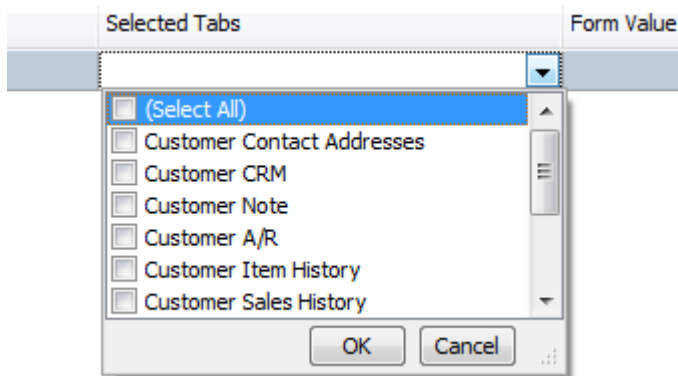 Selected Tabs Form Value
(Select All)
Customer Contact Addresses
Customer CRM
Customer Note
Customer A/R
Customer Item History
Customer Sales History
OK Cancel